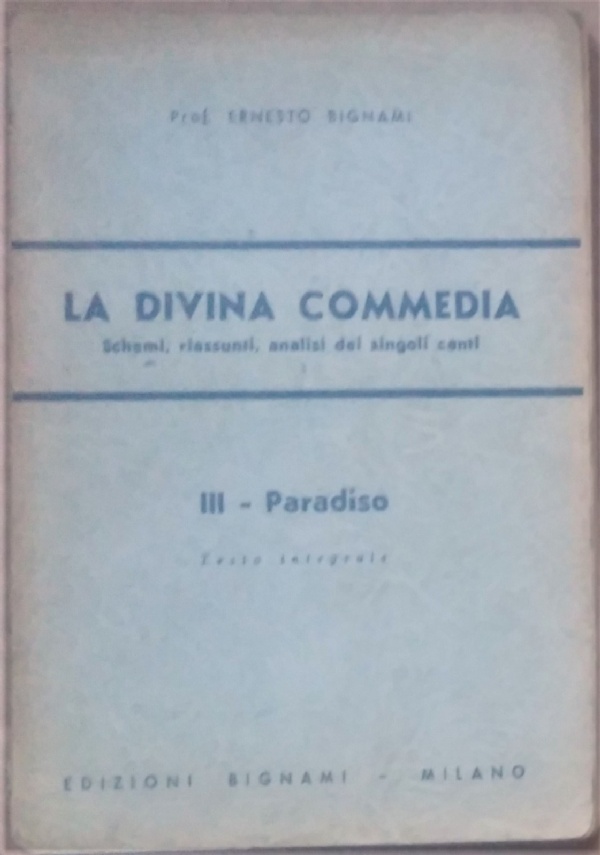 Prof. ERNESTO BIGNAMI
LA DIVINA COMMEDIA
Schemi, riassunti, analisi dei singoli canti
III - Paradiso
Testo integrale
EDIZIONI BIGNAMI - MILANO